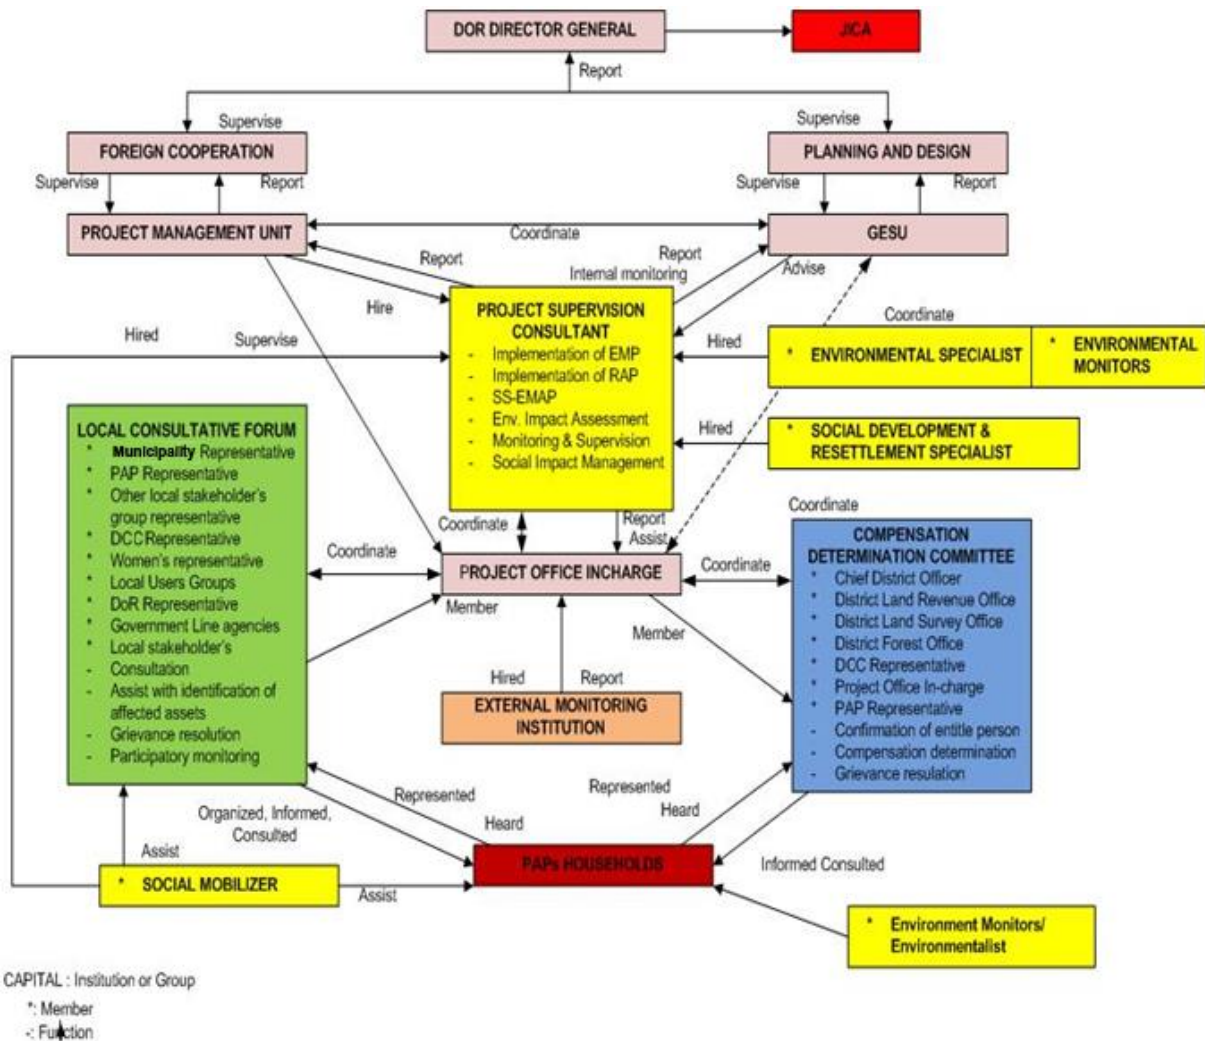 DOR DIRECTOR GENERAL
JICA
Report
Supervise
Supervise
FOREIGN COOPERATION
PLANNING AND DESIGN
Supervise
Report
Supervise
Report
PROJECT MANAGEMENT UNIT
Coordinate
GESU
Report
Report
Internal monitoring
Advise
Hire
PROJECT SUPERVISION
CONSULTANT
- Implementation of EMP
- Implementation of RAP
- SS-EMAP
- Env. Impact Assessment
- Monitoring & Supervision
- Social Impact Management
Hired
Supervise
Coordinate
Hired
* ENVIRONMENTAL SPECIALIST
* ENVIRONMENTAL
MONITORS
Hired
* SOCIAL DEVELOPMENT &
RESETTLEMENT SPECIALIST
LOCAL CONSULTATIVE FORUM
* Municipality Representative
* PAP Representative
* Other local stakeholder's
group representative
* DCC Representative
* Women's representative
* Local Users Groups
* DoR Representative
* Government Line agencies
* Local stakeholder's
- Consultation
- Assist with identification of
affected assets
- Grievance resolution
- Participatory monitoring
Coordinate
Report
Assist
Coordinate
PROJECT OFFICE INCHARGE
Coordinate
Coordinate
Member
Member
COMPENSATION
DETERMINATION COMMITTEE
* Chief District Officer
* District Land Revenue Office
* District Land Survey Office
* District Forest Office
* DCC Representative
* Project Office In-charge
* PAP Representative
- Confirmation of entitle person
- Compensation determination
- Grievance resulation
Hired
Report
EXTERNAL MONITORING
INSTITUTION
Represented
Heard
Organized, Informed,
Consulted
Represented
Heard
PAPs HOUSEHOLDS
Informed Consulted
Assist
* SOCIAL MOBILIZER
Assist
* Environment Monitors/
Environmentalist
CAPITAL : Institution or Group
*: Member
-: Function